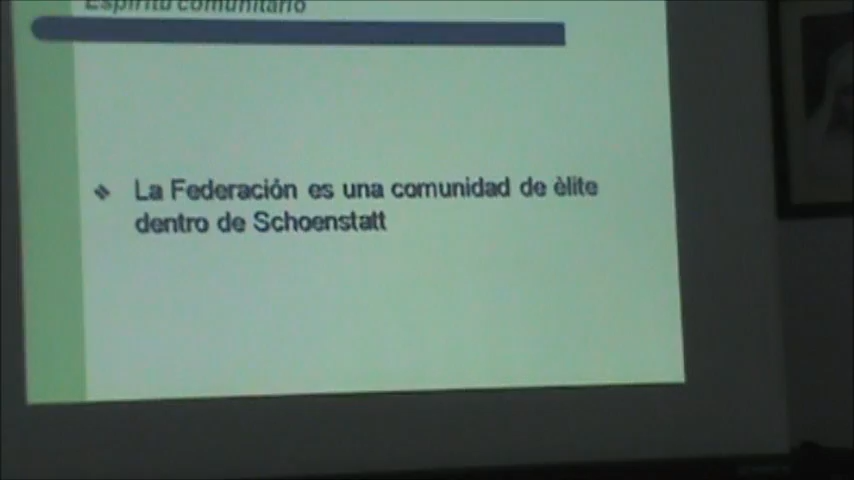 Espíritu comunitario
La Federación es una comunidad de èlite
dentro de Schoenstatt